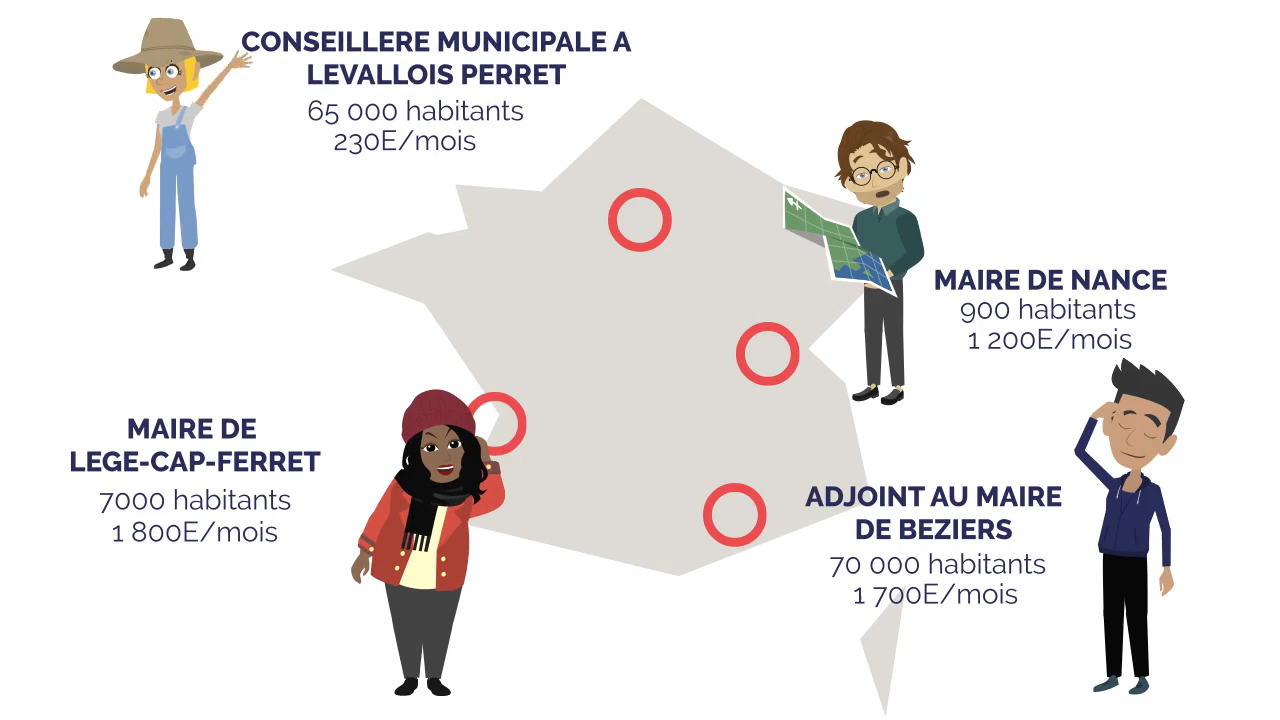 CONSEILLERE MUNICIPALE A
LEVALLOIS PERRET
65 000 habitants
230E/mois
MAIRE DE NANCE
900 habitants
1 200E/mois
MAIRE DE
LEGE-CAP-FERRET
7000 habitants
1 800E/mois
ADJOINT AU MAIRE
DE BEZIERS
70 000 habitants
1 700E/mois